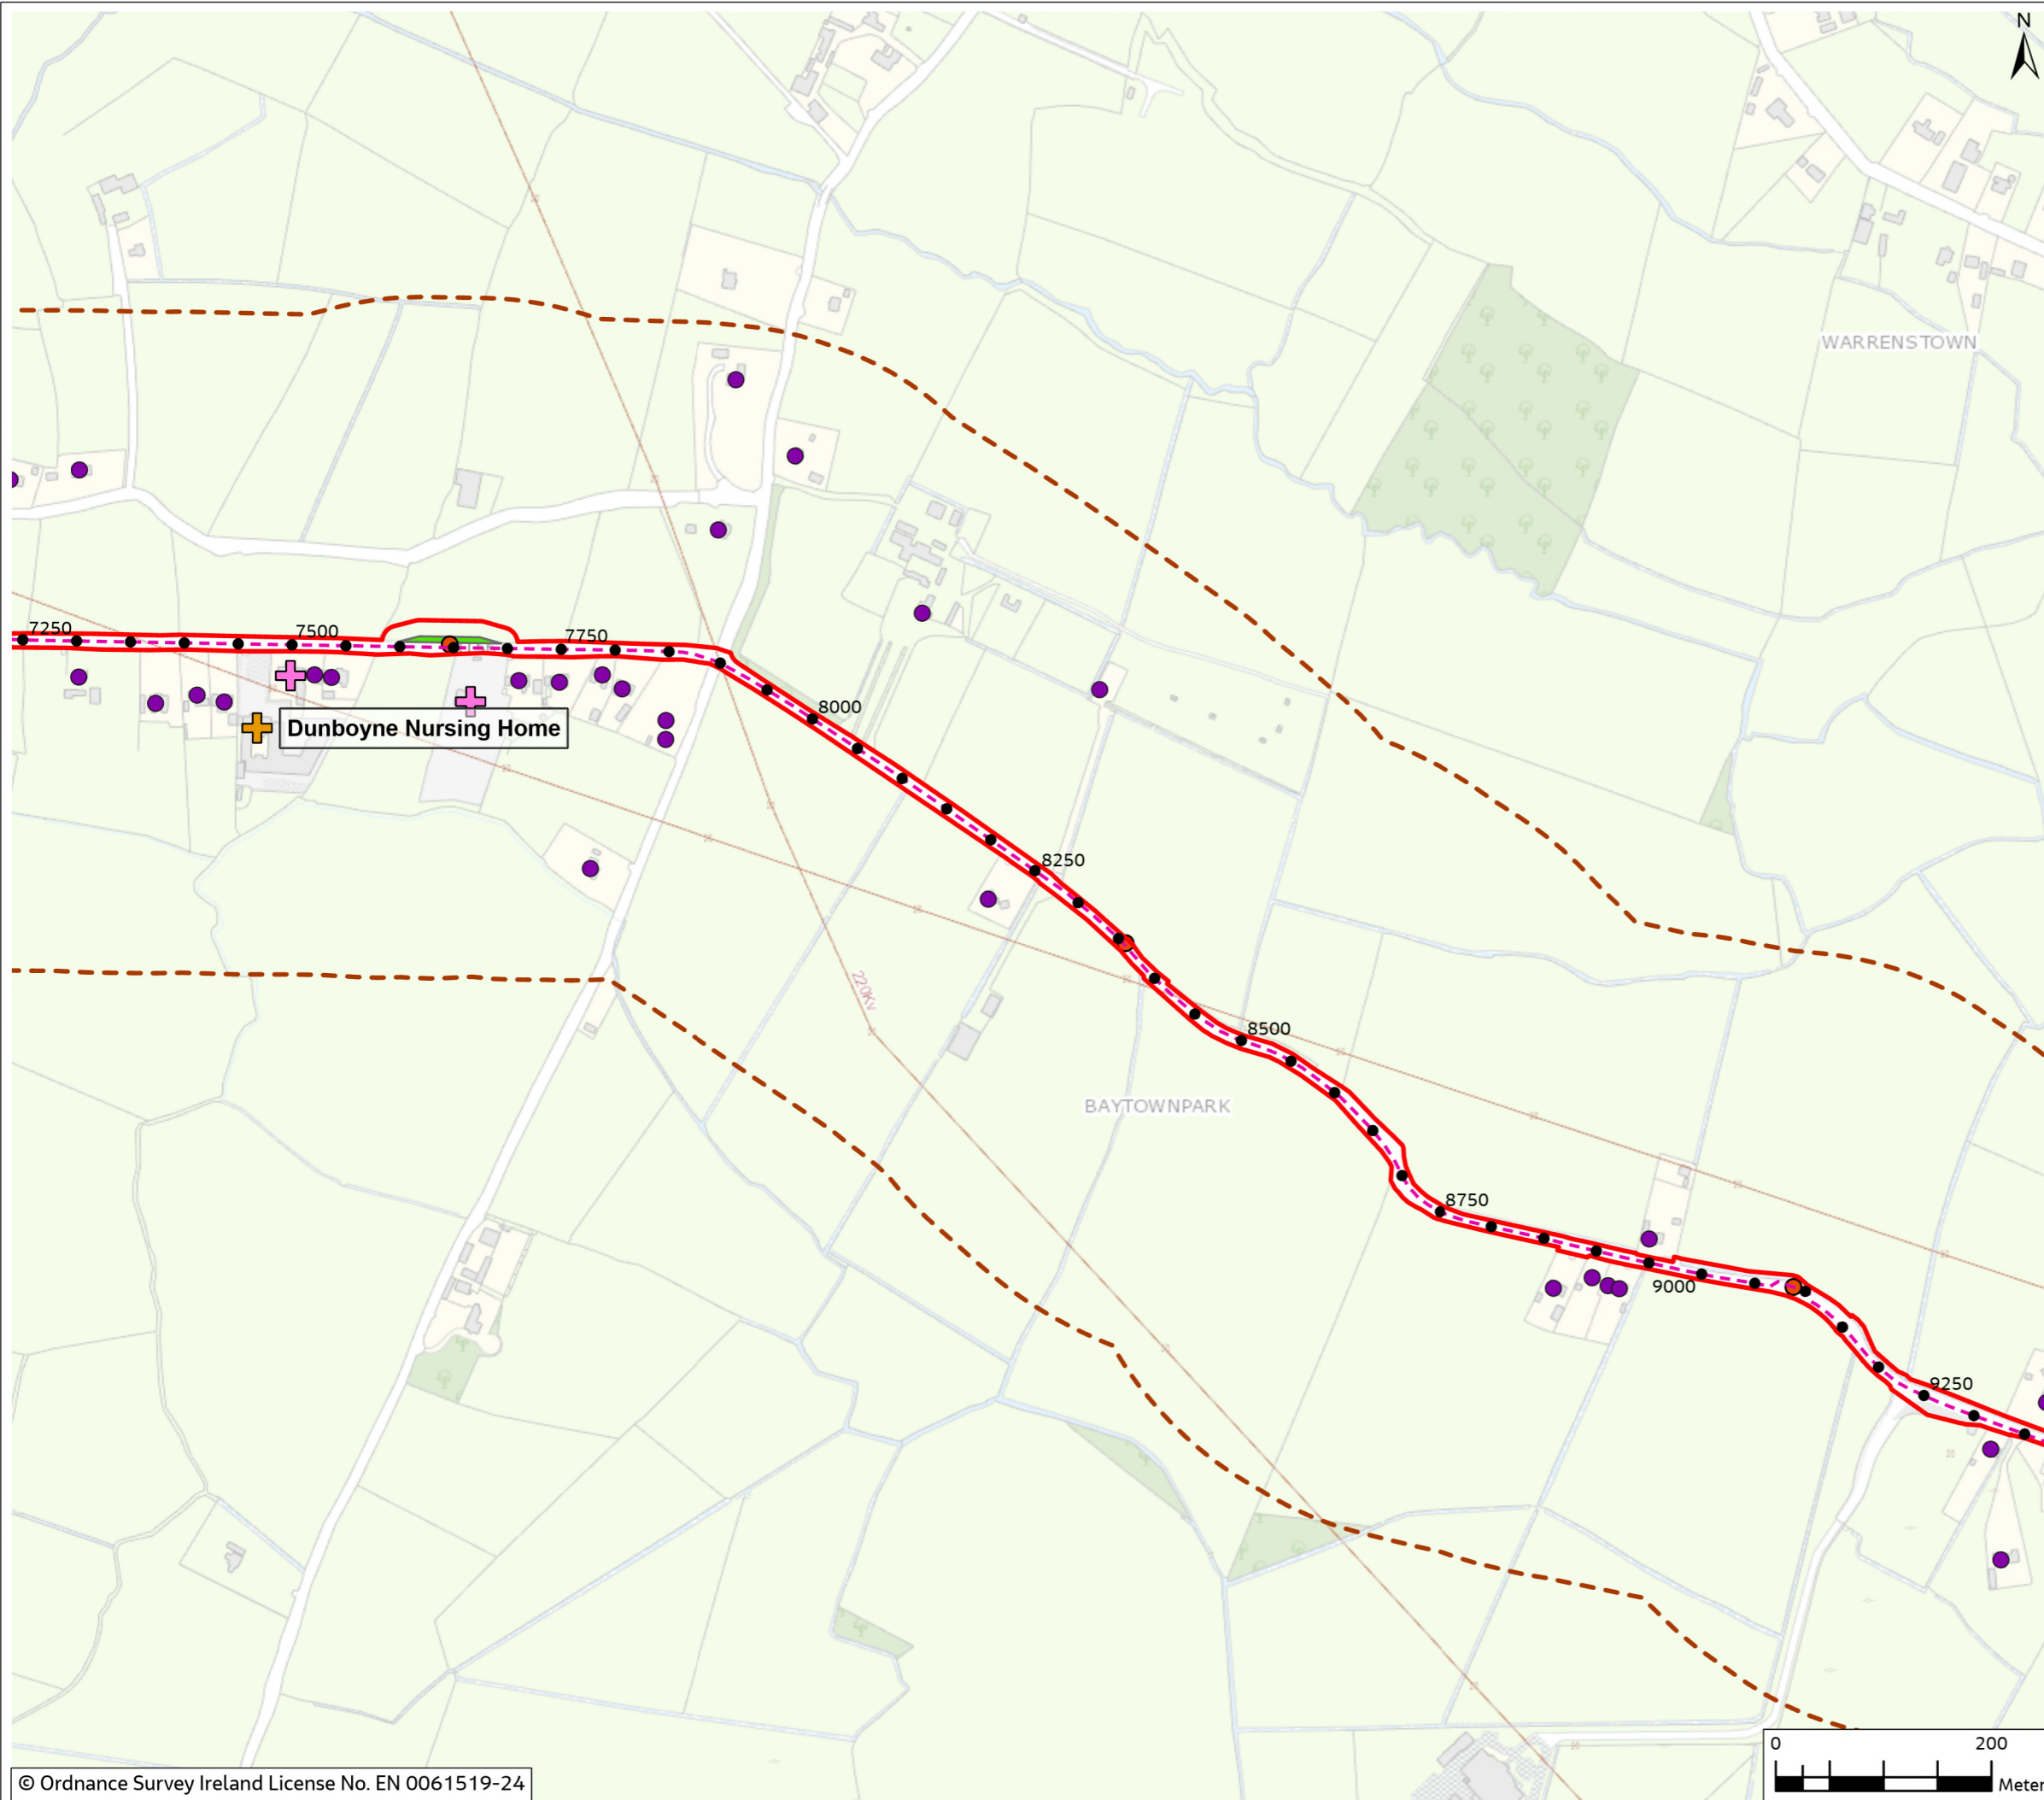 N
WARRENSTOWN
7250
7500
7750
8000
Dunboyne Nursing Home
8250
220Kv
8500
BAYTOWNPARK
8750
9000
9250
0 200
Meter
© Ordnance Survey Ireland License No. EN 0061519-24